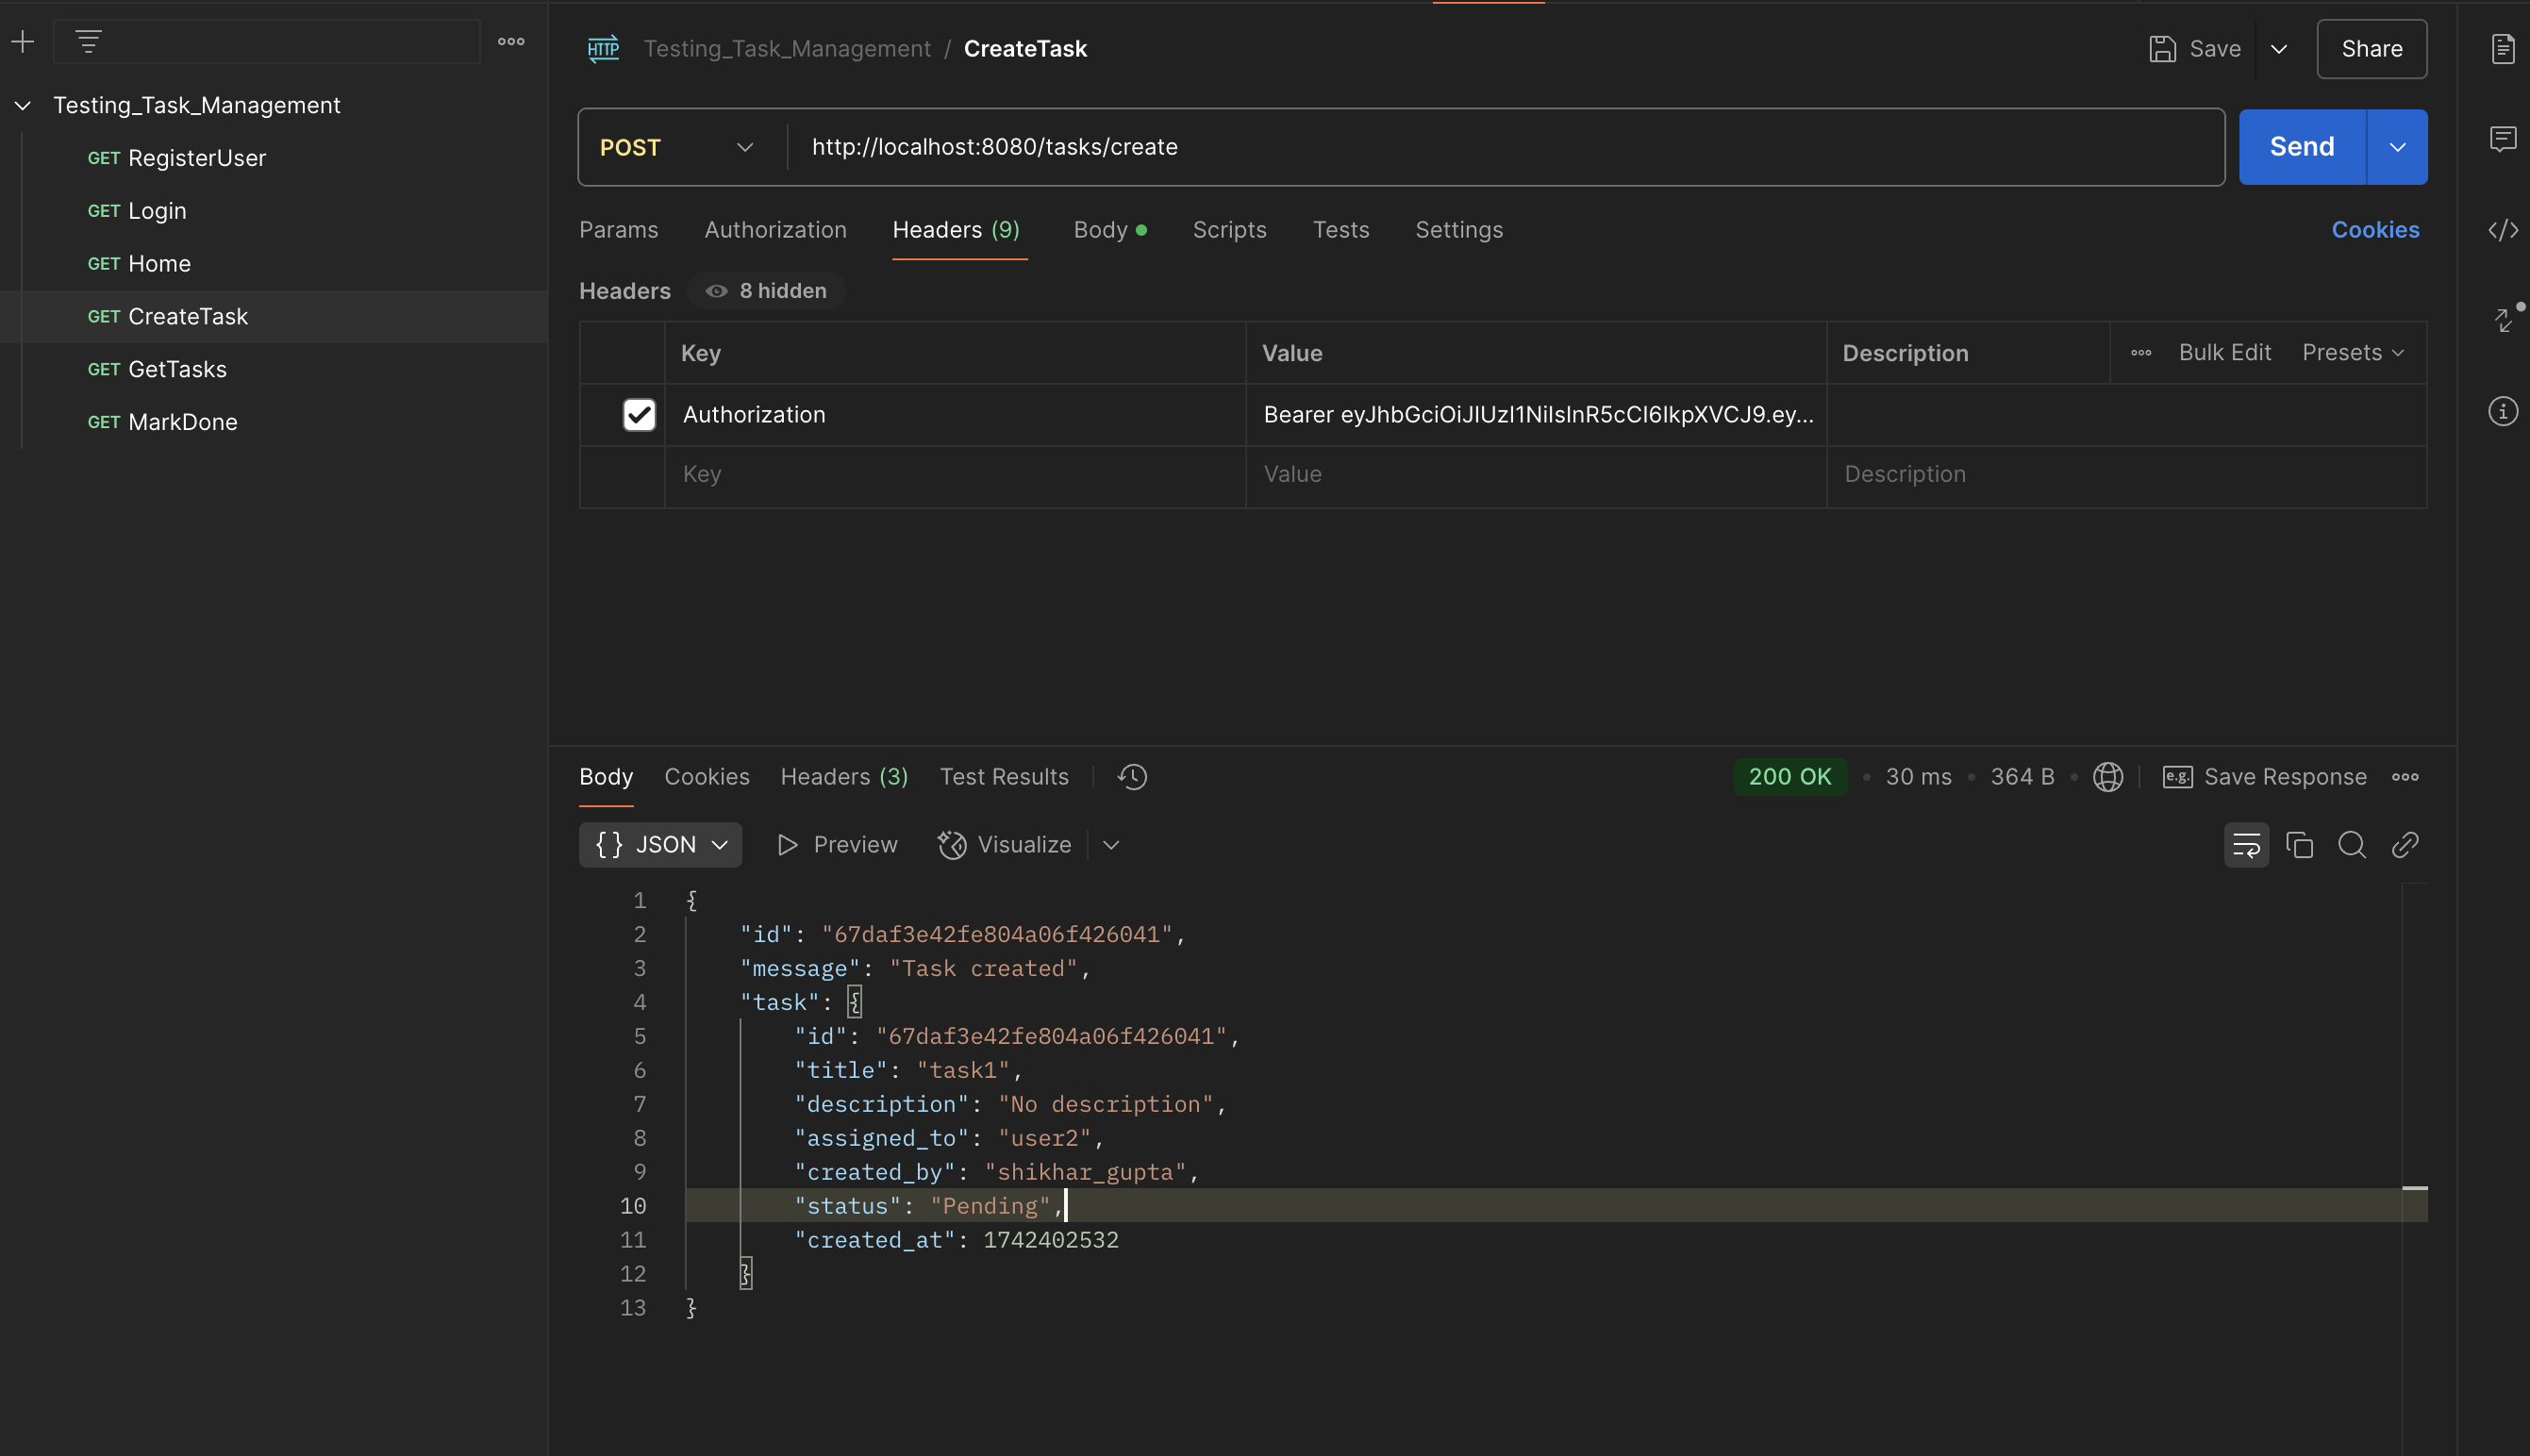 Testing_Task_Management
GET RegisterUser
GET Login
GET Home
GET CreateTask
GET GetTasks
GET MarkDone
HTTP Testing_Task_Management / CreateTask
Save
Share
POST http://localhost:8080/tasks/create
Send
Params Authorization Headers (9) Body Scripts Tests Settings Cookies
Headers 8 hidden
Key Value Description Bulk Edit Presets
Authorization Bearer eyJhbGciOiJIUzI1NiIsInR5cCI6IkpXVCJ9.ey...
Key Value Description
Body Cookies Headers (3) Test Results 200 OK • 30 ms • 364 B • e.g. Save Response
{} JSON Preview Visualize
1 {
2 "id": "67daf3e42fe804a06f426041",
3 "message": "Task created",
4 "task": {
5 "id": "67daf3e42fe804a06f426041",
6 "title": "task1",
7 "description": "No description",
8 "assigned_to": "user2",
9 "created_by": "shikhar_gupta",
10 "status": "Pending",
11 "created_at": 1742402532
12 }
13 }